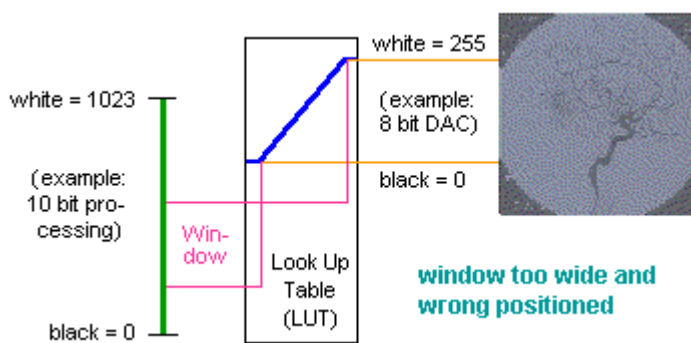 white = 255
white = 1023
(example:
8 bit DAC)
(example:
10 bit pro-
cessing)
black = 0
Win-
dow
Look Up
Table
(LUT)
window too wide and
wrong positioned
black = 0